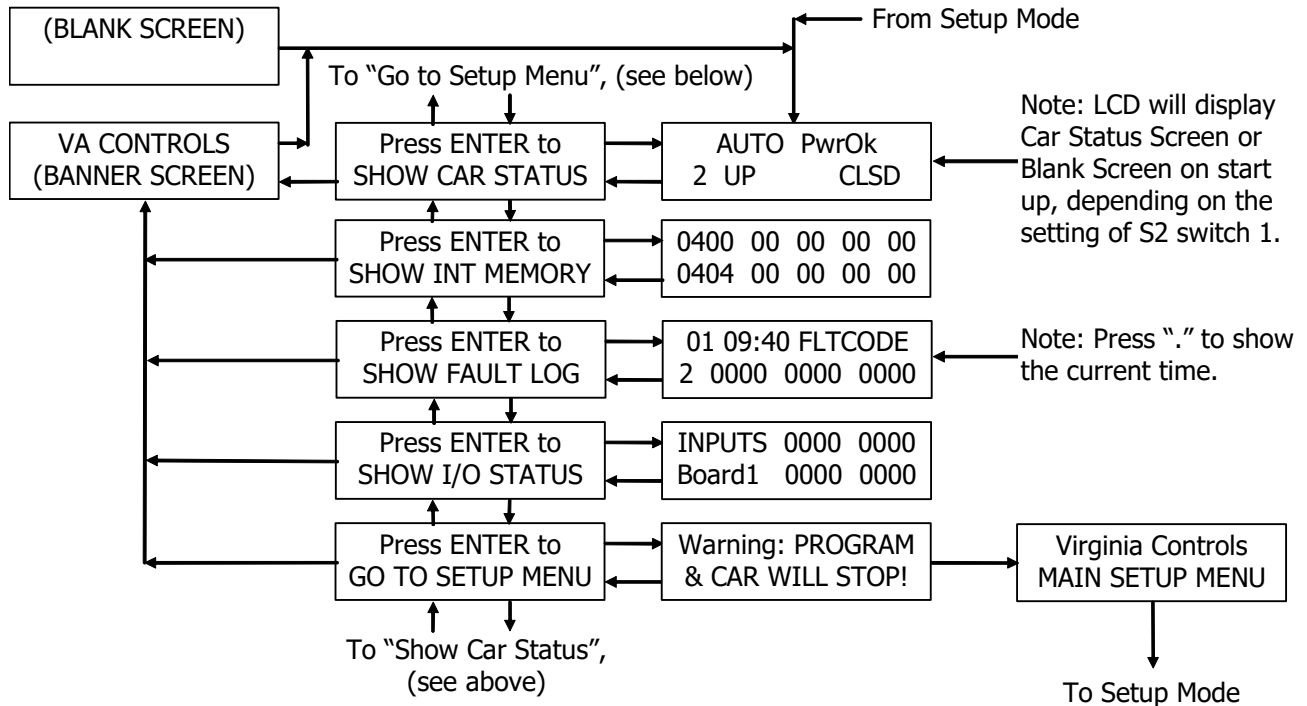 (BLANK SCREEN)
From Setup Mode
To “Go to Setup Menu”, (see below)
VA CONTROLS
(BANNER SCREEN)
Press ENTER to
SHOW CAR STATUS
AUTO PwrOk
2 UP CLSD
Note: LCD will display
Car Status Screen or
Blank Screen on start
up, depending on the
setting of S2 switch 1.
Press ENTER to
SHOW INT MEMORY
0400 00 00 00 00
0404 00 00 00 00
Press ENTER to
SHOW FAULT LOG
01 09:40 FLTCODE
2 0000 0000 0000
Note: Press “.” to show
the current time.
Press ENTER to
SHOW I/O STATUS
INPUTS 0000 0000
Board1 0000 0000
Press ENTER to
GO TO SETUP MENU
Warning: PROGRAM
& CAR WILL STOP!
Virginia Controls
MAIN SETUP MENU
To “Show Car Status”,
(see above)
To Setup Mode